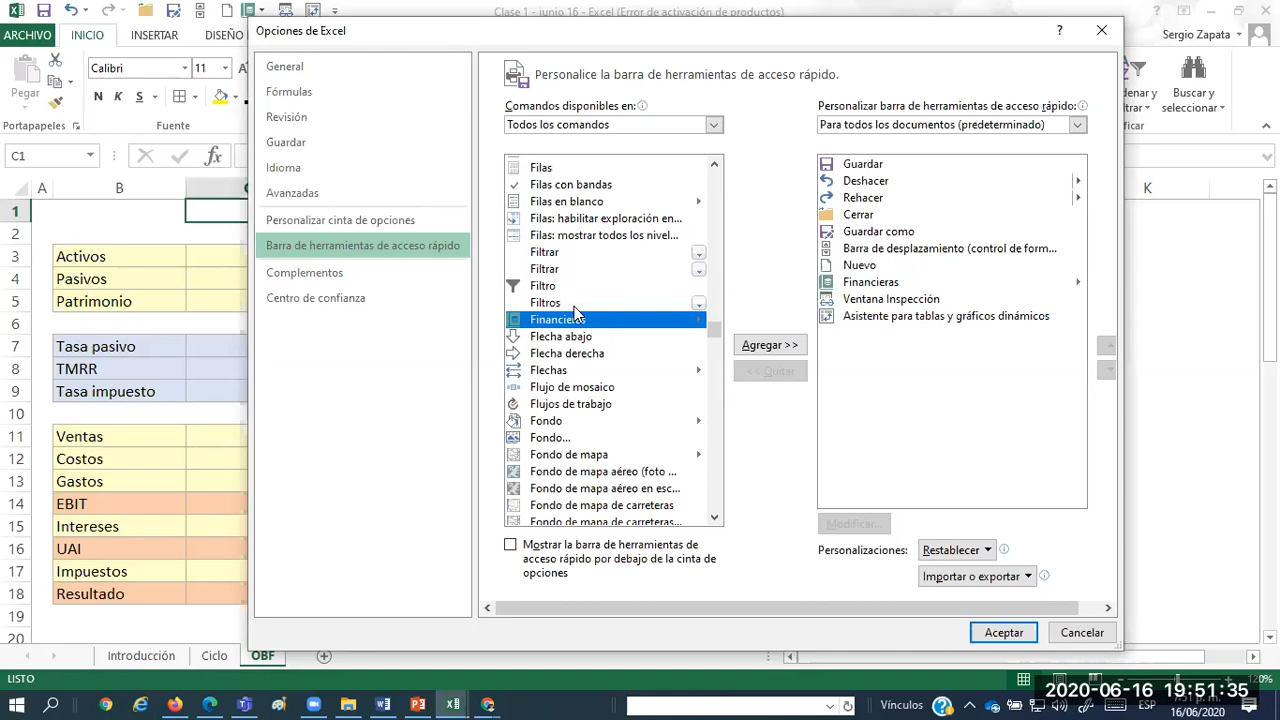 Clase 1 - junio 16 - Excel (Error de activación de productos)
Opciones de Excel
ARCHIVO INICIO INSERTAR DISEÑO
Sergio Zapata
Calibri 11
Pegar
N K S
Portapapeles
Fuente
Buscar y
seleccionar
C1
General
Fórmulas
Revisión
Guardar
Idioma
Avanzadas
Personalizar cinta de opciones
Barra de herramientas de acceso rápido
Complementos
Centro de confianza
Personalice la barra de herramientas de acceso rápido.
Comandos disponibles en:
Todos los comandos
Filas
Filas con bandas
Filas en blanco
Filas: habilitar exploración en...
Filas: mostrar todos los nivel...
Filtrar
Filtrar
Filtro
Filtros
Flecha abajo
Flecha derecha
Flechas
Flujo de mosaico
Flujos de trabajo
Fondo
Fondo...
Fondo de mapa
Fondo de mapa aéreo (foto ...
Fondo de mapa aéreo en esc...
Fondo de mapa de carreteras
Fondo de mapa de carreteras...
Agregar >>
<< Quitar
Personalizar barra de herramientas de acceso rápido:
Para todos los documentos (predeterminado)
Guardar
Deshacer
Rehacer
Cerrar
Guardar como
Barra de desplazamiento (control de form...
Nuevo
Financieras
Ventana Inspección
Asistente para tablas y gráficos dinámicos
Modificar...
Mostrar la barra de herramientas de
acceso rápido por debajo de la cinta de
opciones
Personalizaciones: Restablecer
Importar o exportar
Aceptar Cancelar
A B K
1
2
3 Activos
4 Pasivos
5 Patrimonio
6
7 Tasa pasivo
8 TMRR
9 Tasa impuesto
10
11 Ventas
12 Costos
13 Gastos
14 EBIT
15 Intereses
16 UAI
17 Impuestos
18 Resultado
19
20
Introducción Ciclo OBF
LISTO
120%
2020-06-16 19:51:35
Vínculos
ESP
16/06/2020